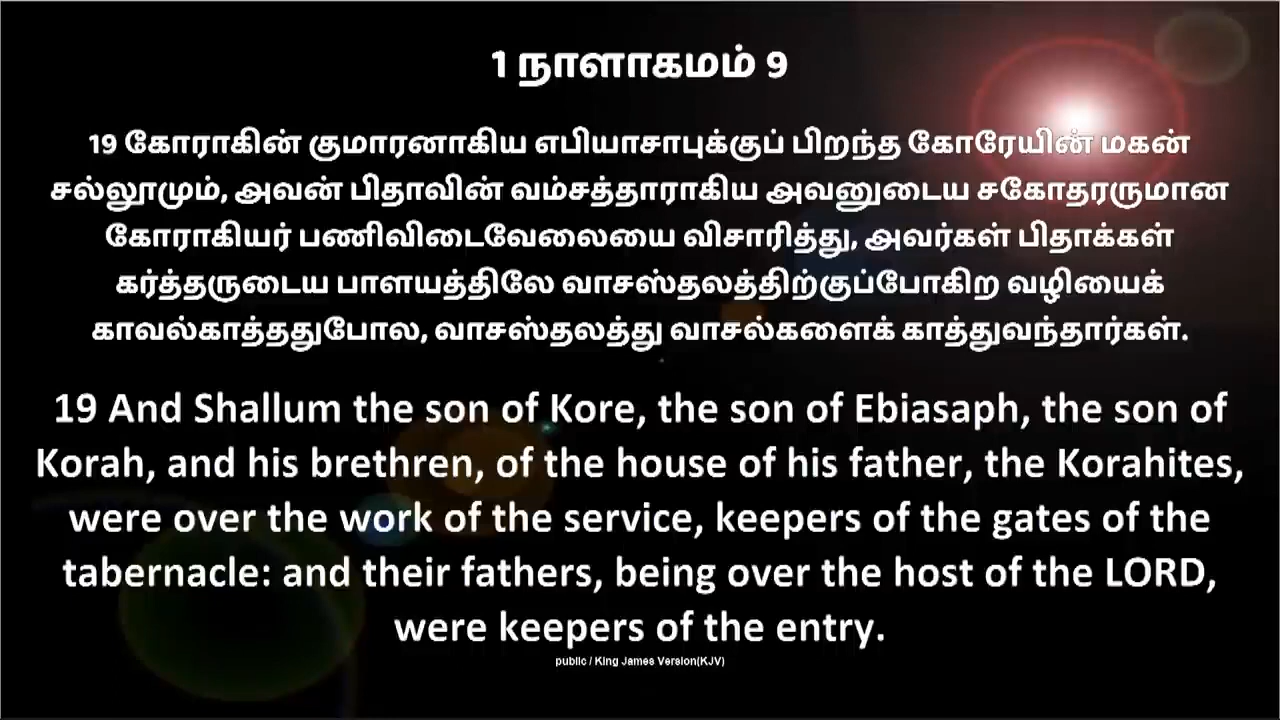 1 நாளாகமம் 9
19 கோராகின் குமாரனாகிய எபியாசாபுக்குப் பிறந்த கோரேயின் மகன்
சல்லூமும், அவன் பிதாவின் வம்சத்தாராகிய அவனுடைய சகோதரருமான
கோராகியர் பணிவிடைவேலையை விசாரித்து, அவர்கள் பிதாக்கள்
கர்த்தருடைய பாளயத்திலே வாசஸ்தலத்திற்குப்போகிற வழியைக்
காவல்காத்ததுபோல, வாசஸ்தலத்து வாசல்களைக் காத்துவந்தார்கள்.
19 And Shallum the son of Kore, the son of Ebiasaph, the son of
Korah, and his brethren, of the house of his father, the Korahites,
were over the work of the service, keepers of the gates of the
tabernacle: and their fathers, being over the host of the LORD,
were keepers of the entry.
public / King James Version(KJV)